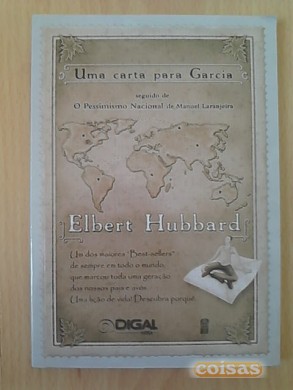 Uma carta para Garcia
seguido de
O Pessimismo Nacional de Manuel Laranjeira
Elbert Hubbard
Um dos maiores "Best-sellers"
de sempre em todo o mundo,
que marcou toda uma geração
dos nossos pais e avós.
Uma lição de vida! Descubra porquê.
DIGAL
coisas